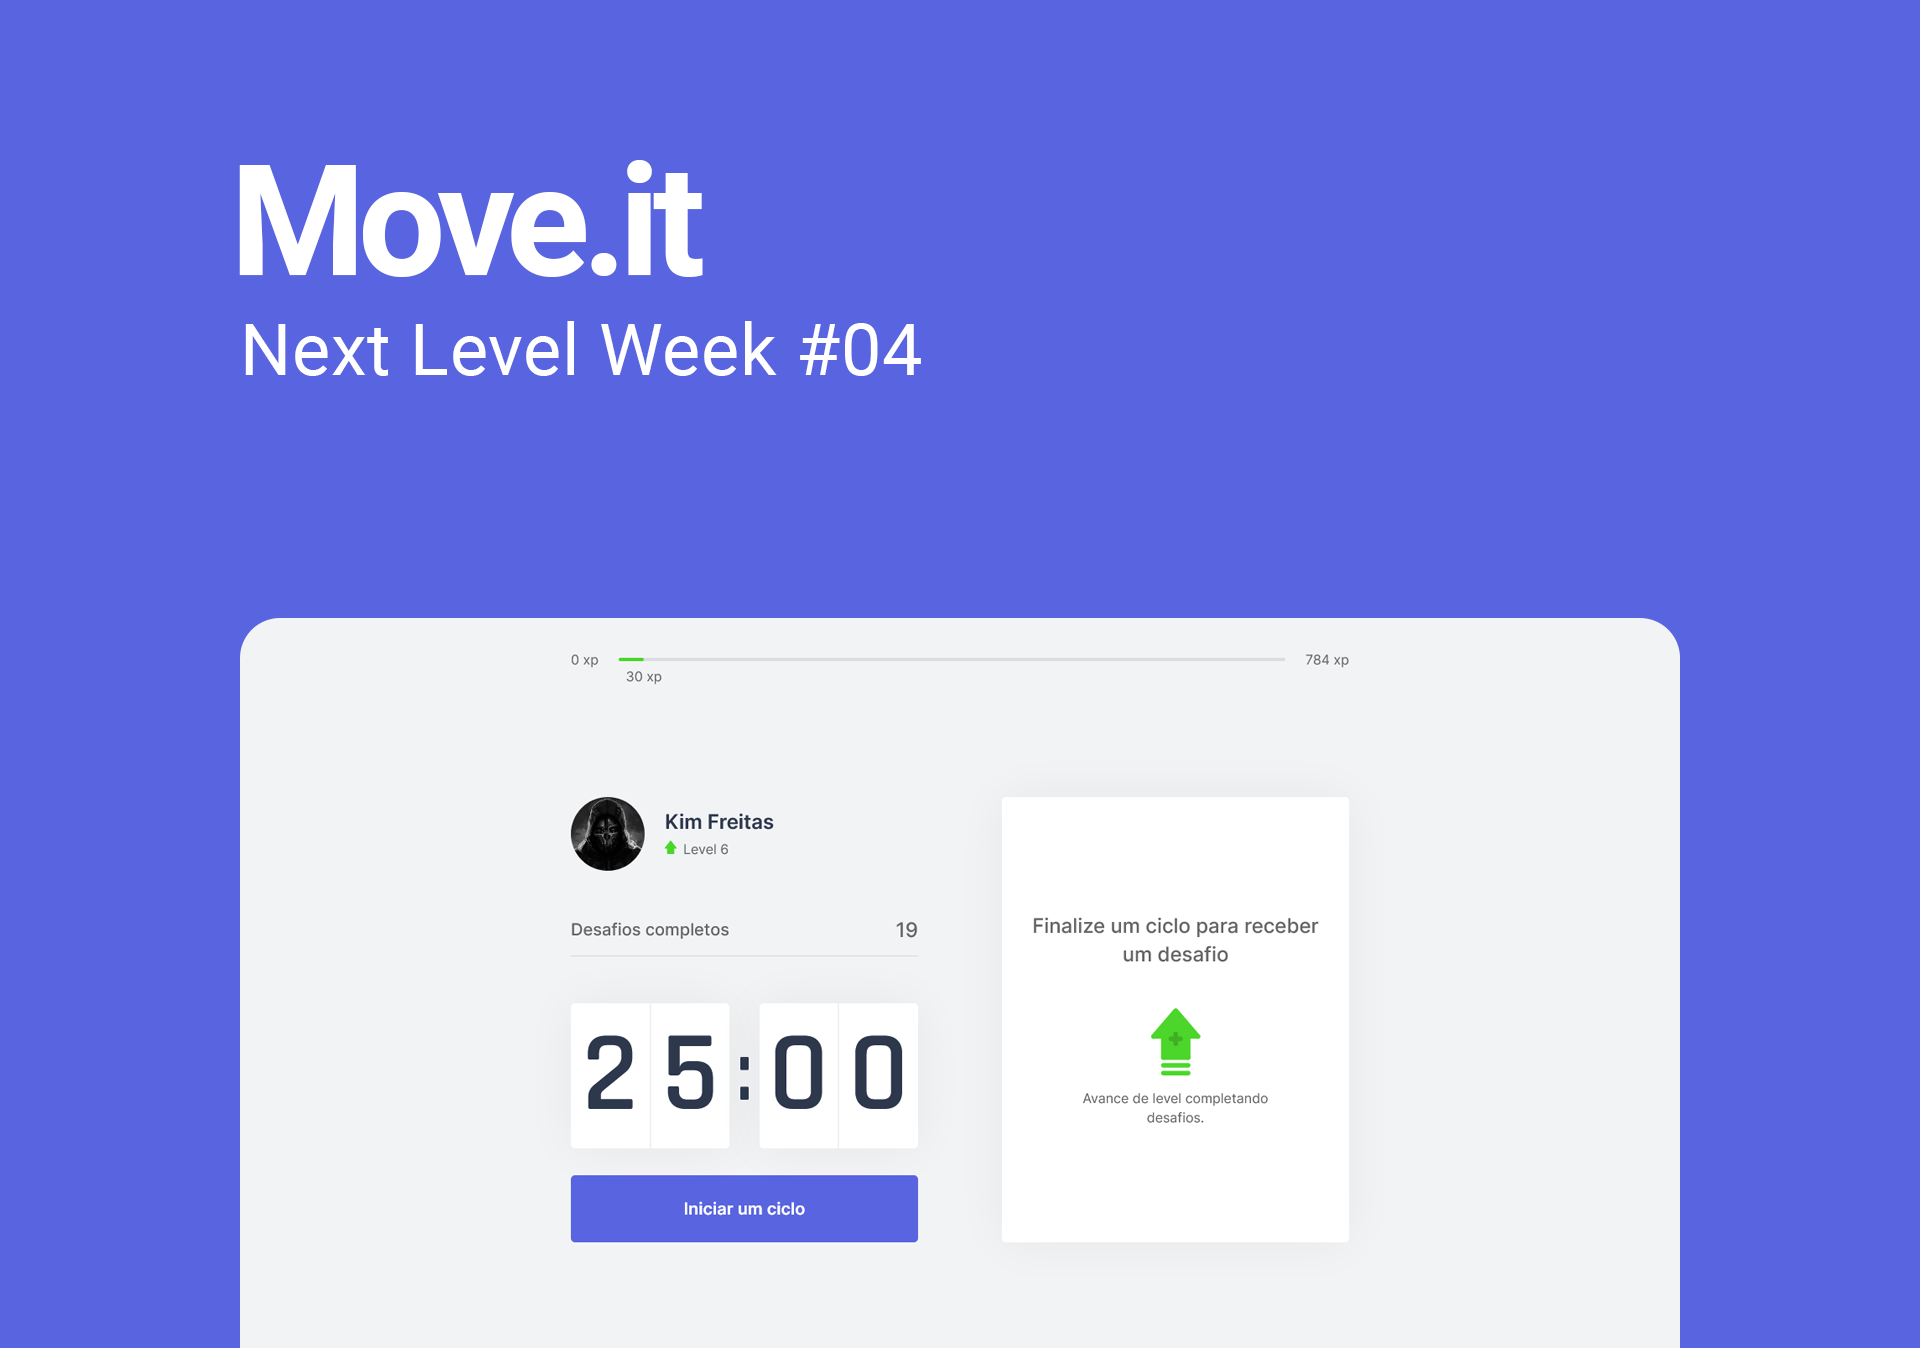 Move.it
Next Level Week #04
0 xp
784 xp
30 xp
Kim Freitas
Level 6
Desafios completos
19
25:00
Iniciar um ciclo
Finalize um ciclo para receber
um desafio
Avance de level completando
desafios.